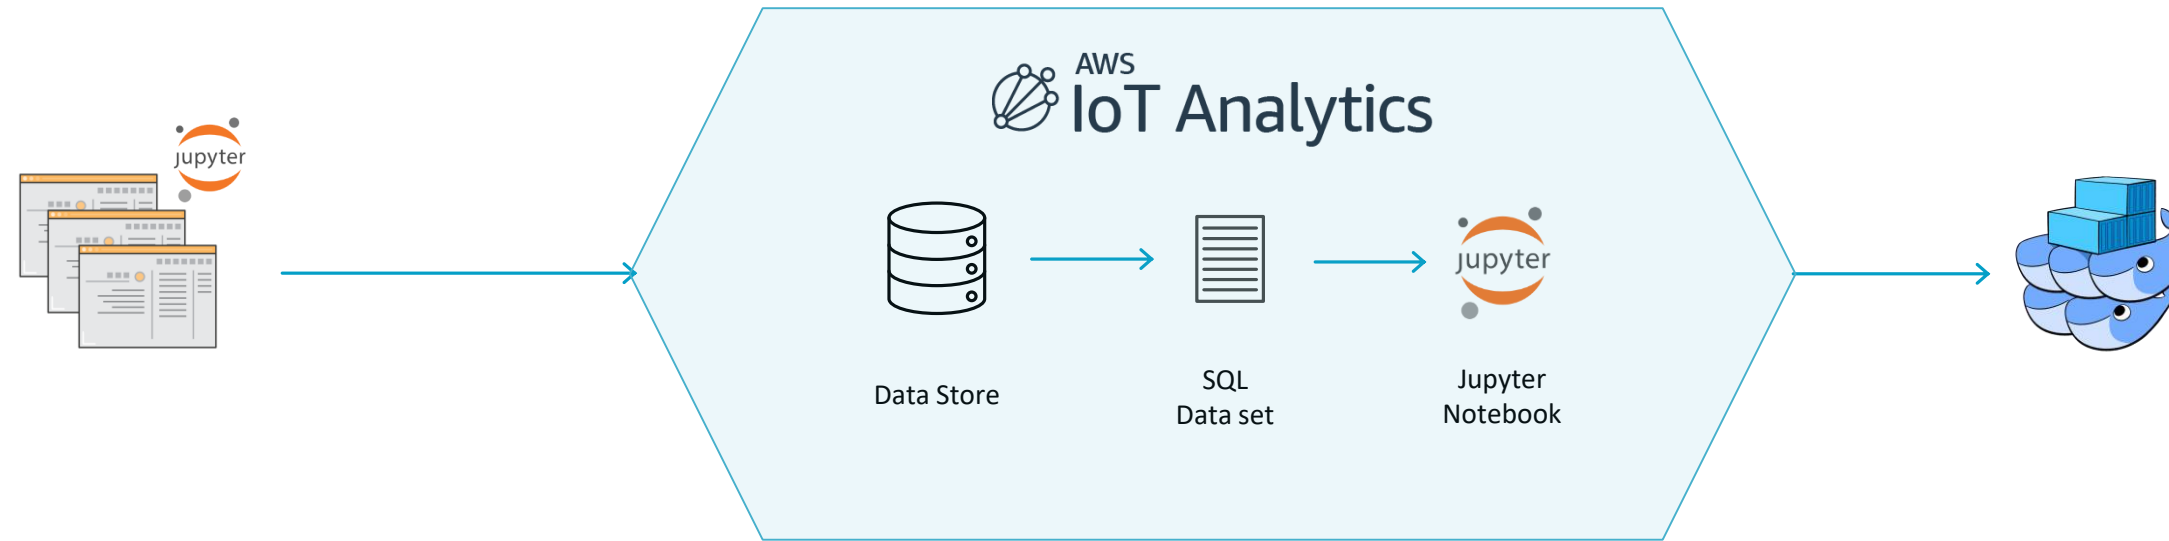 jupyter
AWS
IoT Analytics
jupyter
Data Store
SQL
Data set
Jupyter
Notebook